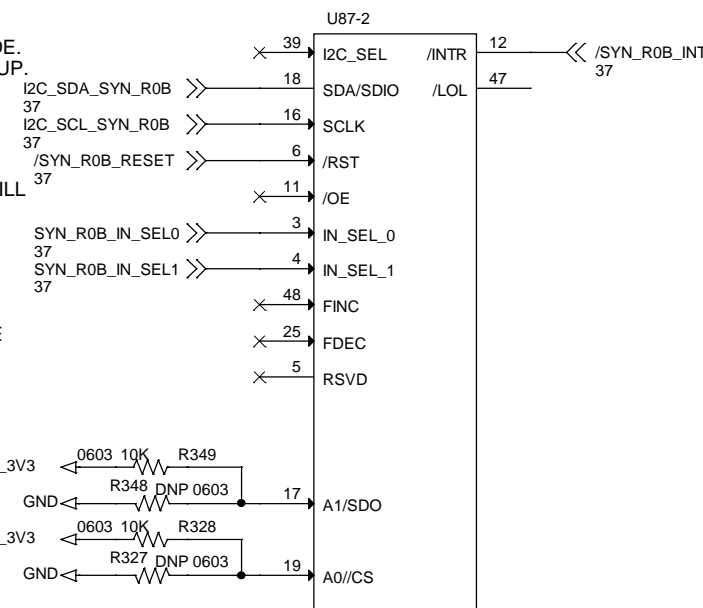 U87-2
DE.
UP.
39 I2C_SEL /INTR 12 /SYN_R0B_INT
37
I2C_SDA_SYN_R0B 18 SDA/SDIO /LOL 47
37
I2C_SCL_SYN_R0B 16 SCLK
37
/SYN_R0B_RESET 6 /RST
37
ILL
11 /OE
SYN_R0B_IN_SEL0 3 IN_SEL_0
37
SYN_R0B_IN_SEL1 4 IN_SEL_1
37
48 FINC
E
25 FDEC
5 RSVD
_3V3 0603 10K R349
R348 DNP 0603
GND 17 A1/SDO
_3V3 0603 10K R328
R327 DNP 0603
GND 19 A0//CS